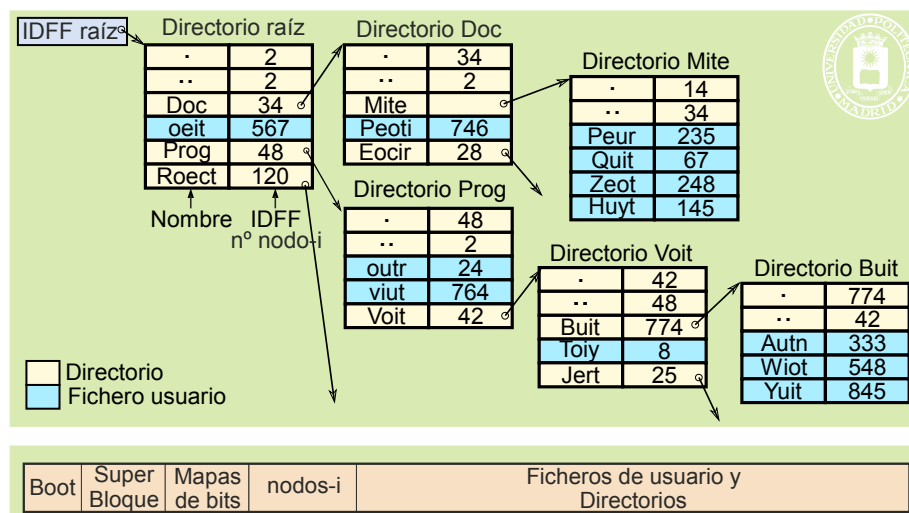 IDFF raíz
Directorio raíz
. 2
.. 2
Doc 34
oeit 567
Prog 48
Roect 120
Nombre IDFF
nº nodo-i
Directorio Doc
. 34
.. 2
Mite
Peoti 746
Eocir 28
Directorio Mite
. 14
.. 34
Peur 235
Quit 67
Zeot 248
Huyt 145
Directorio Prog
. 48
.. 2
outr 24
viut 764
Voit 42
Directorio Voit
. 42
.. 48
Buit 774
Toiy 8
Jert 25
Directorio Buit
. 774
.. 42
Autn 333
Wiot 548
Yuit 845
Directorio
Fichero usuario
Boot
Super
Bloque
Mapas
de bits
nodos-i
Ficheros de usuario y
Directorios